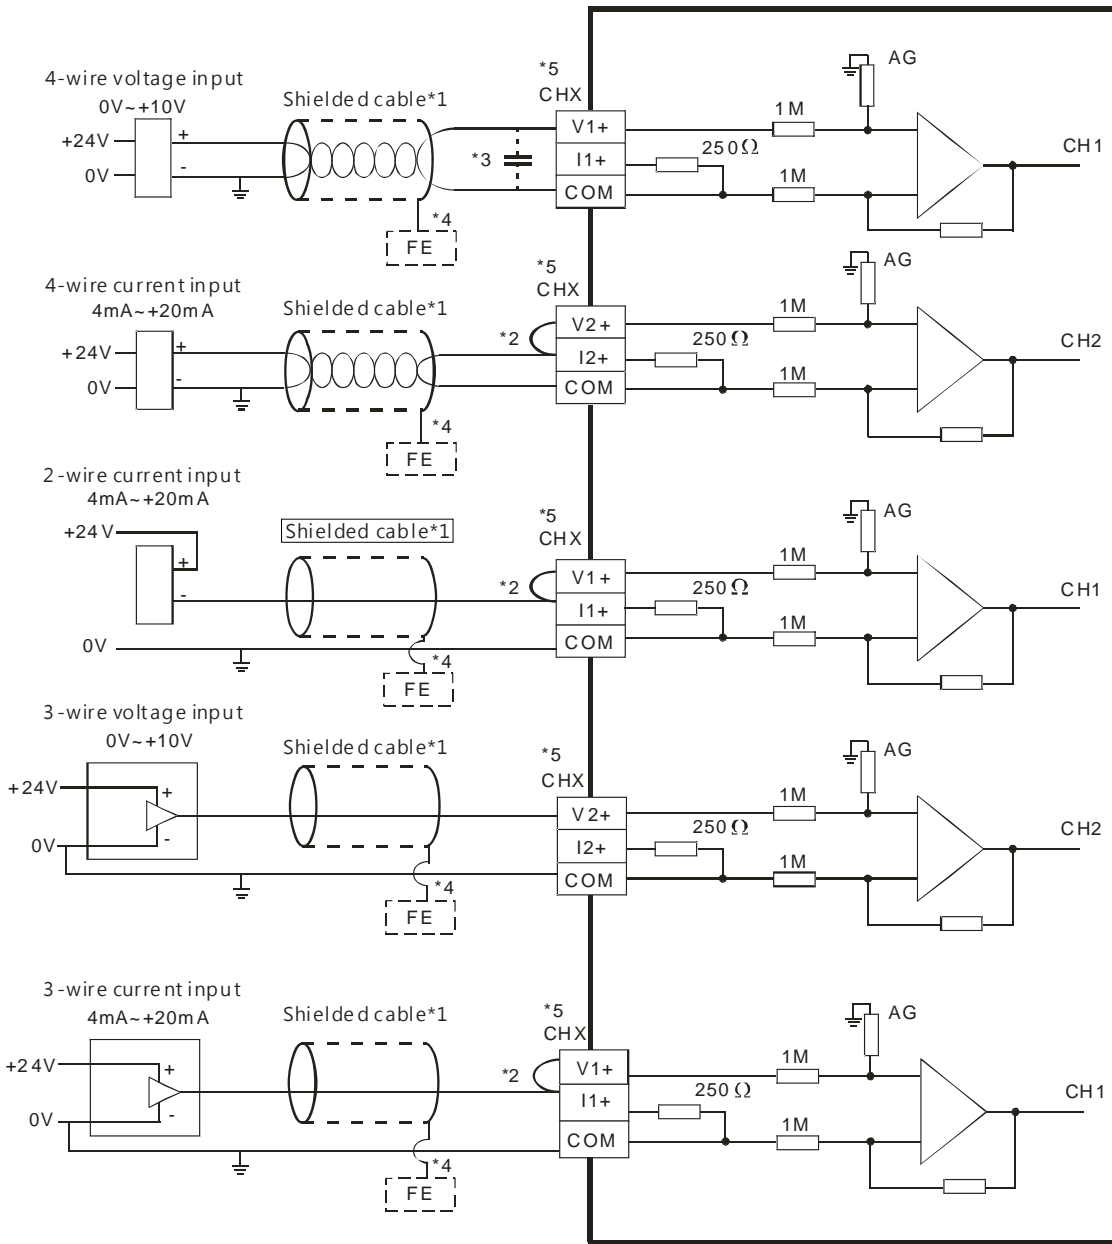 4-wire voltage input
0V~+10V
+24V
0V
+
-
Shielded cable*1
*3
*4
FE
*5
CHX
V1+
I1+
COM
250Ω
1M
1M
AG
CH1
4-wire current input
4mA~+20mA
+24V
0V
+
-
Shielded cable*1
*2
*4
FE
*5
CHX
V2+
I2+
COM
250Ω
1M
1M
AG
CH2
2-wire current input
4mA~+20mA
+24V
0V
+
-
Shielded cable*1
*2
*4
FE
*5
CHX
V1+
I1+
COM
250Ω
1M
1M
AG
CH1
3-wire voltage input
0V~+10V
+24V
0V
+
-
Shielded cable*1
*4
FE
*5
CHX
V2+
I2+
COM
250Ω
1M
1M
AG
CH2
3-wire current input
4mA~+20mA
+24V
0V
+
-
Shielded cable*1
*2
*4
FE
*5
CHX
V1+
I1+
COM
250Ω
1M
1M
AG
CH1